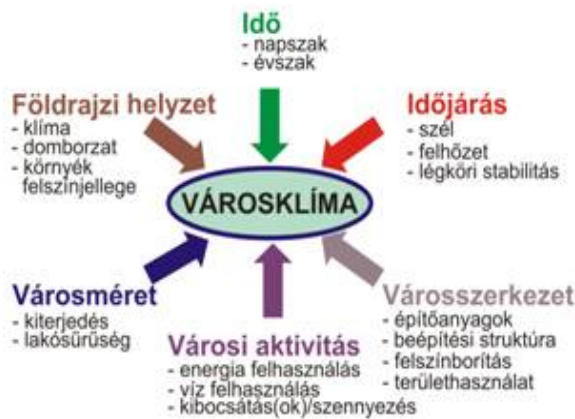 Idő
- napszak
- évszak
Földrajzi helyzet
- klíma
- domborzat
- környék
felszínjellege
Időjárás
- szél
- felhőzet
- légköri stabilitás
VÁROSKLÍMA
Városméret
- kiterjedés
- lakósűrűség
Városi aktivitás
- energia felhasználás
- víz felhasználás
- kibocsátás(ok)/szennyezés
Városszerkezet
- építőanyagok
- beépítési struktúra
- felszínborítás
- területhasználat